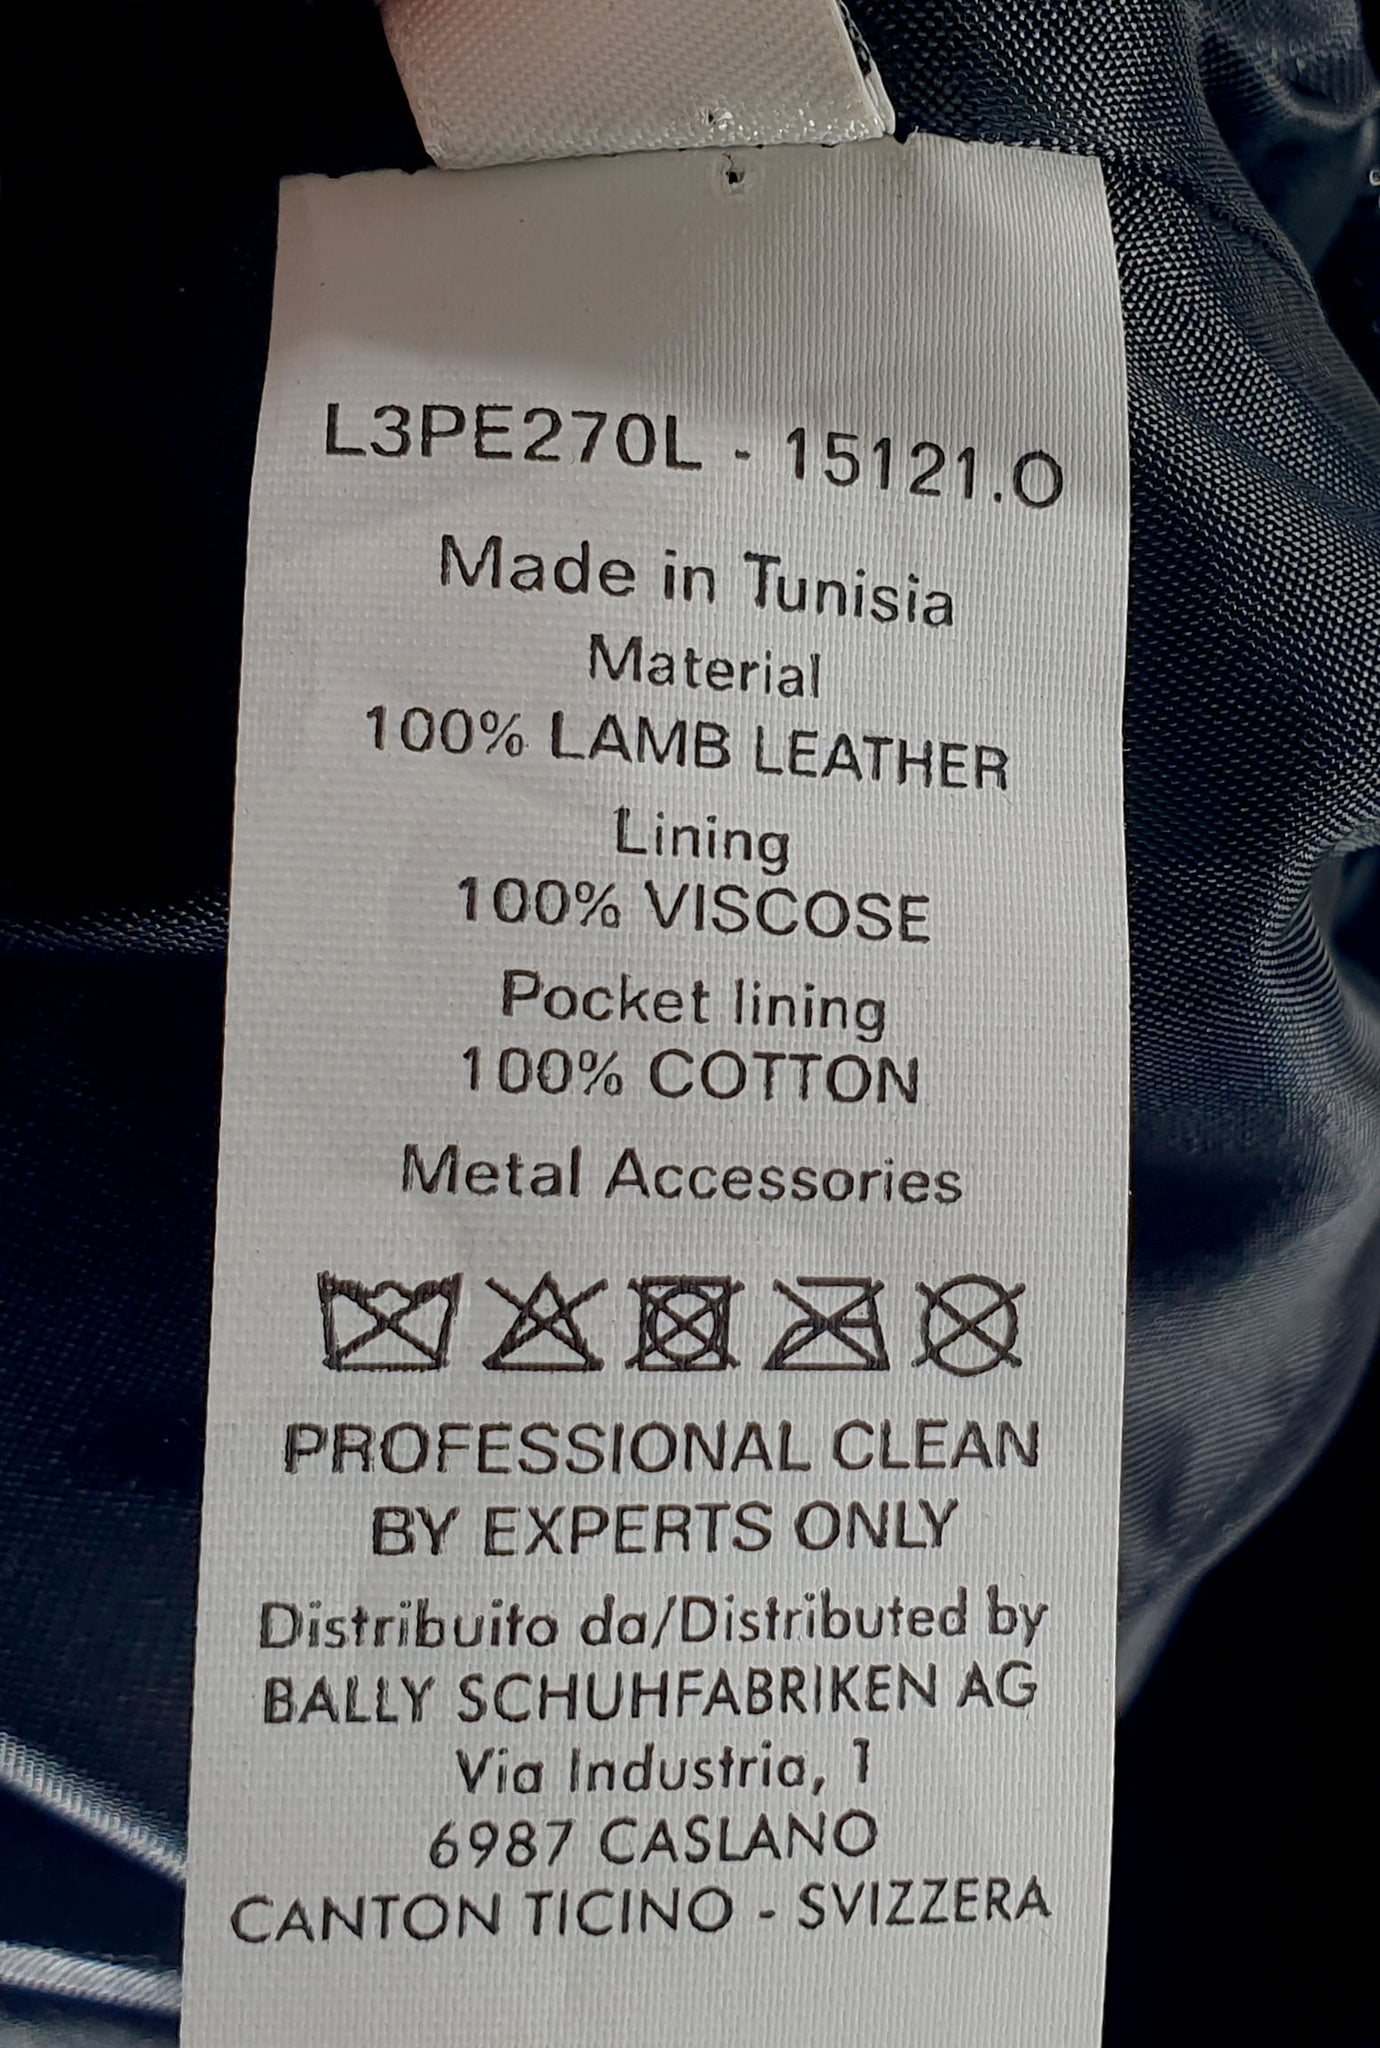 L3PE270L - 15121.O
Made in Tunisia
Material
100% LAMB LEATHER
Lining
100% VISCOSE
Pocket lining
100% COTTON
Metal Accessories
PROFESSIONAL CLEAN
BY EXPERTS ONLY
Distribuito da/Distributed by
BALLY SCHUHFABRIKEN AG
Via Industria, 1
6987 CASLANO
CANTON TICINO - SVIZZERA